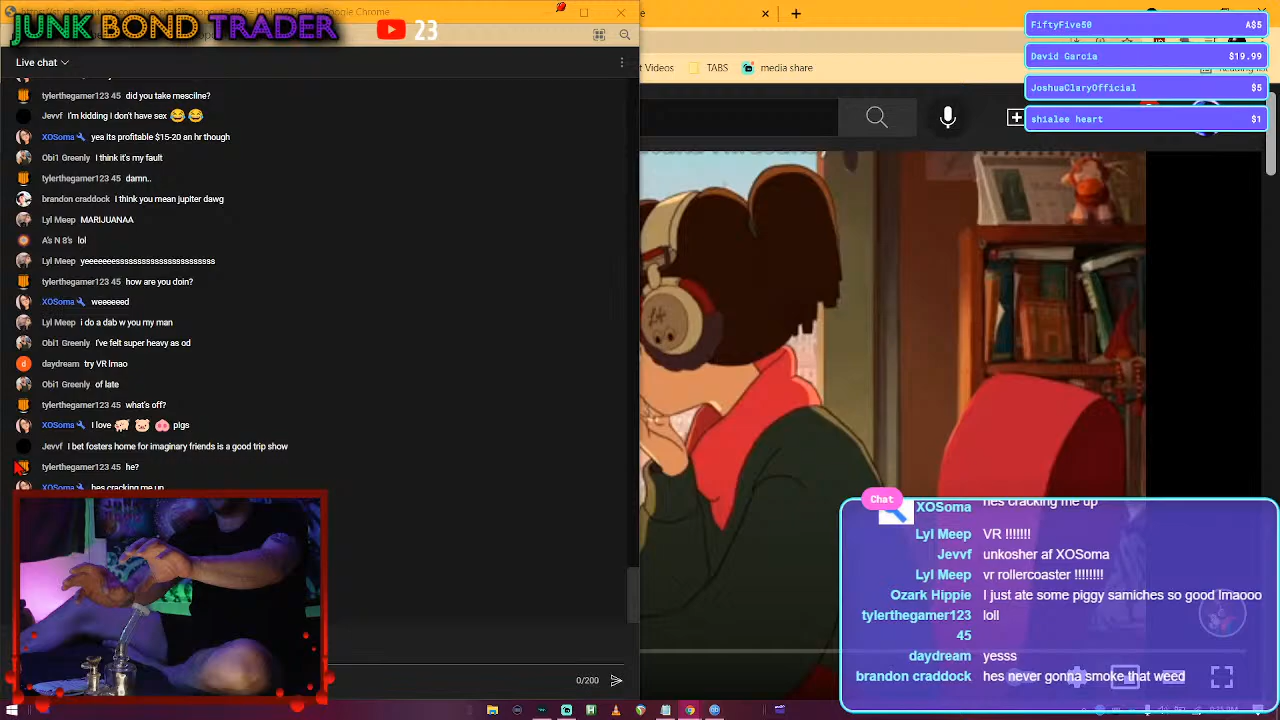 JUNK BOND TRADER
23
Live chat
Videos
TABS
media share
FiftyFive50 A$5
David Garcia $19.99
JoshuaClaryOfficial $5
shialee heart $1
tylerthegamer123 45 did you take mescilne?
Jevvf I'm kidding i don't have sex 😂😂
XOSoma yea its profitable $15-20 an hr though
Obi1 Greenly I think it's my fault
tylerthegamer123 45 damn..
brandon craddock I think you mean jupiter dawg
Lyl Meep MARIJUANAA
A's N 8's lol
Lyl Meep yeeeeeessssssssssssssssssssss
tylerthegamer123 45 how are you doin?
XOSoma weeeeeed
Lyl Meep i do a dab w you my man
Obi1 Greenly I've felt super heavy as od
daydream try VR lmao
Obi1 Greenly of late
tylerthegamer123 45 what's off?
XOSoma I love 🐖 🐷 🐽 pigs
Jevvf I bet fosters home for imaginary friends is a good trip show
tylerthegamer123 45 he?
XOSoma hes cracking me up
0/200
Chat
XOSoma hes cracking me up
Lyl Meep VR !!!!!!!
Jevvf unkosher af XOSoma
Lyl Meep vr rollercoaster !!!!!!!!
Ozark Hippie I just ate some piggy samiches so good lmaooo
tylerthegamer123 45 loll
daydream yesss
brandon craddock hes never gonna smoke that weed